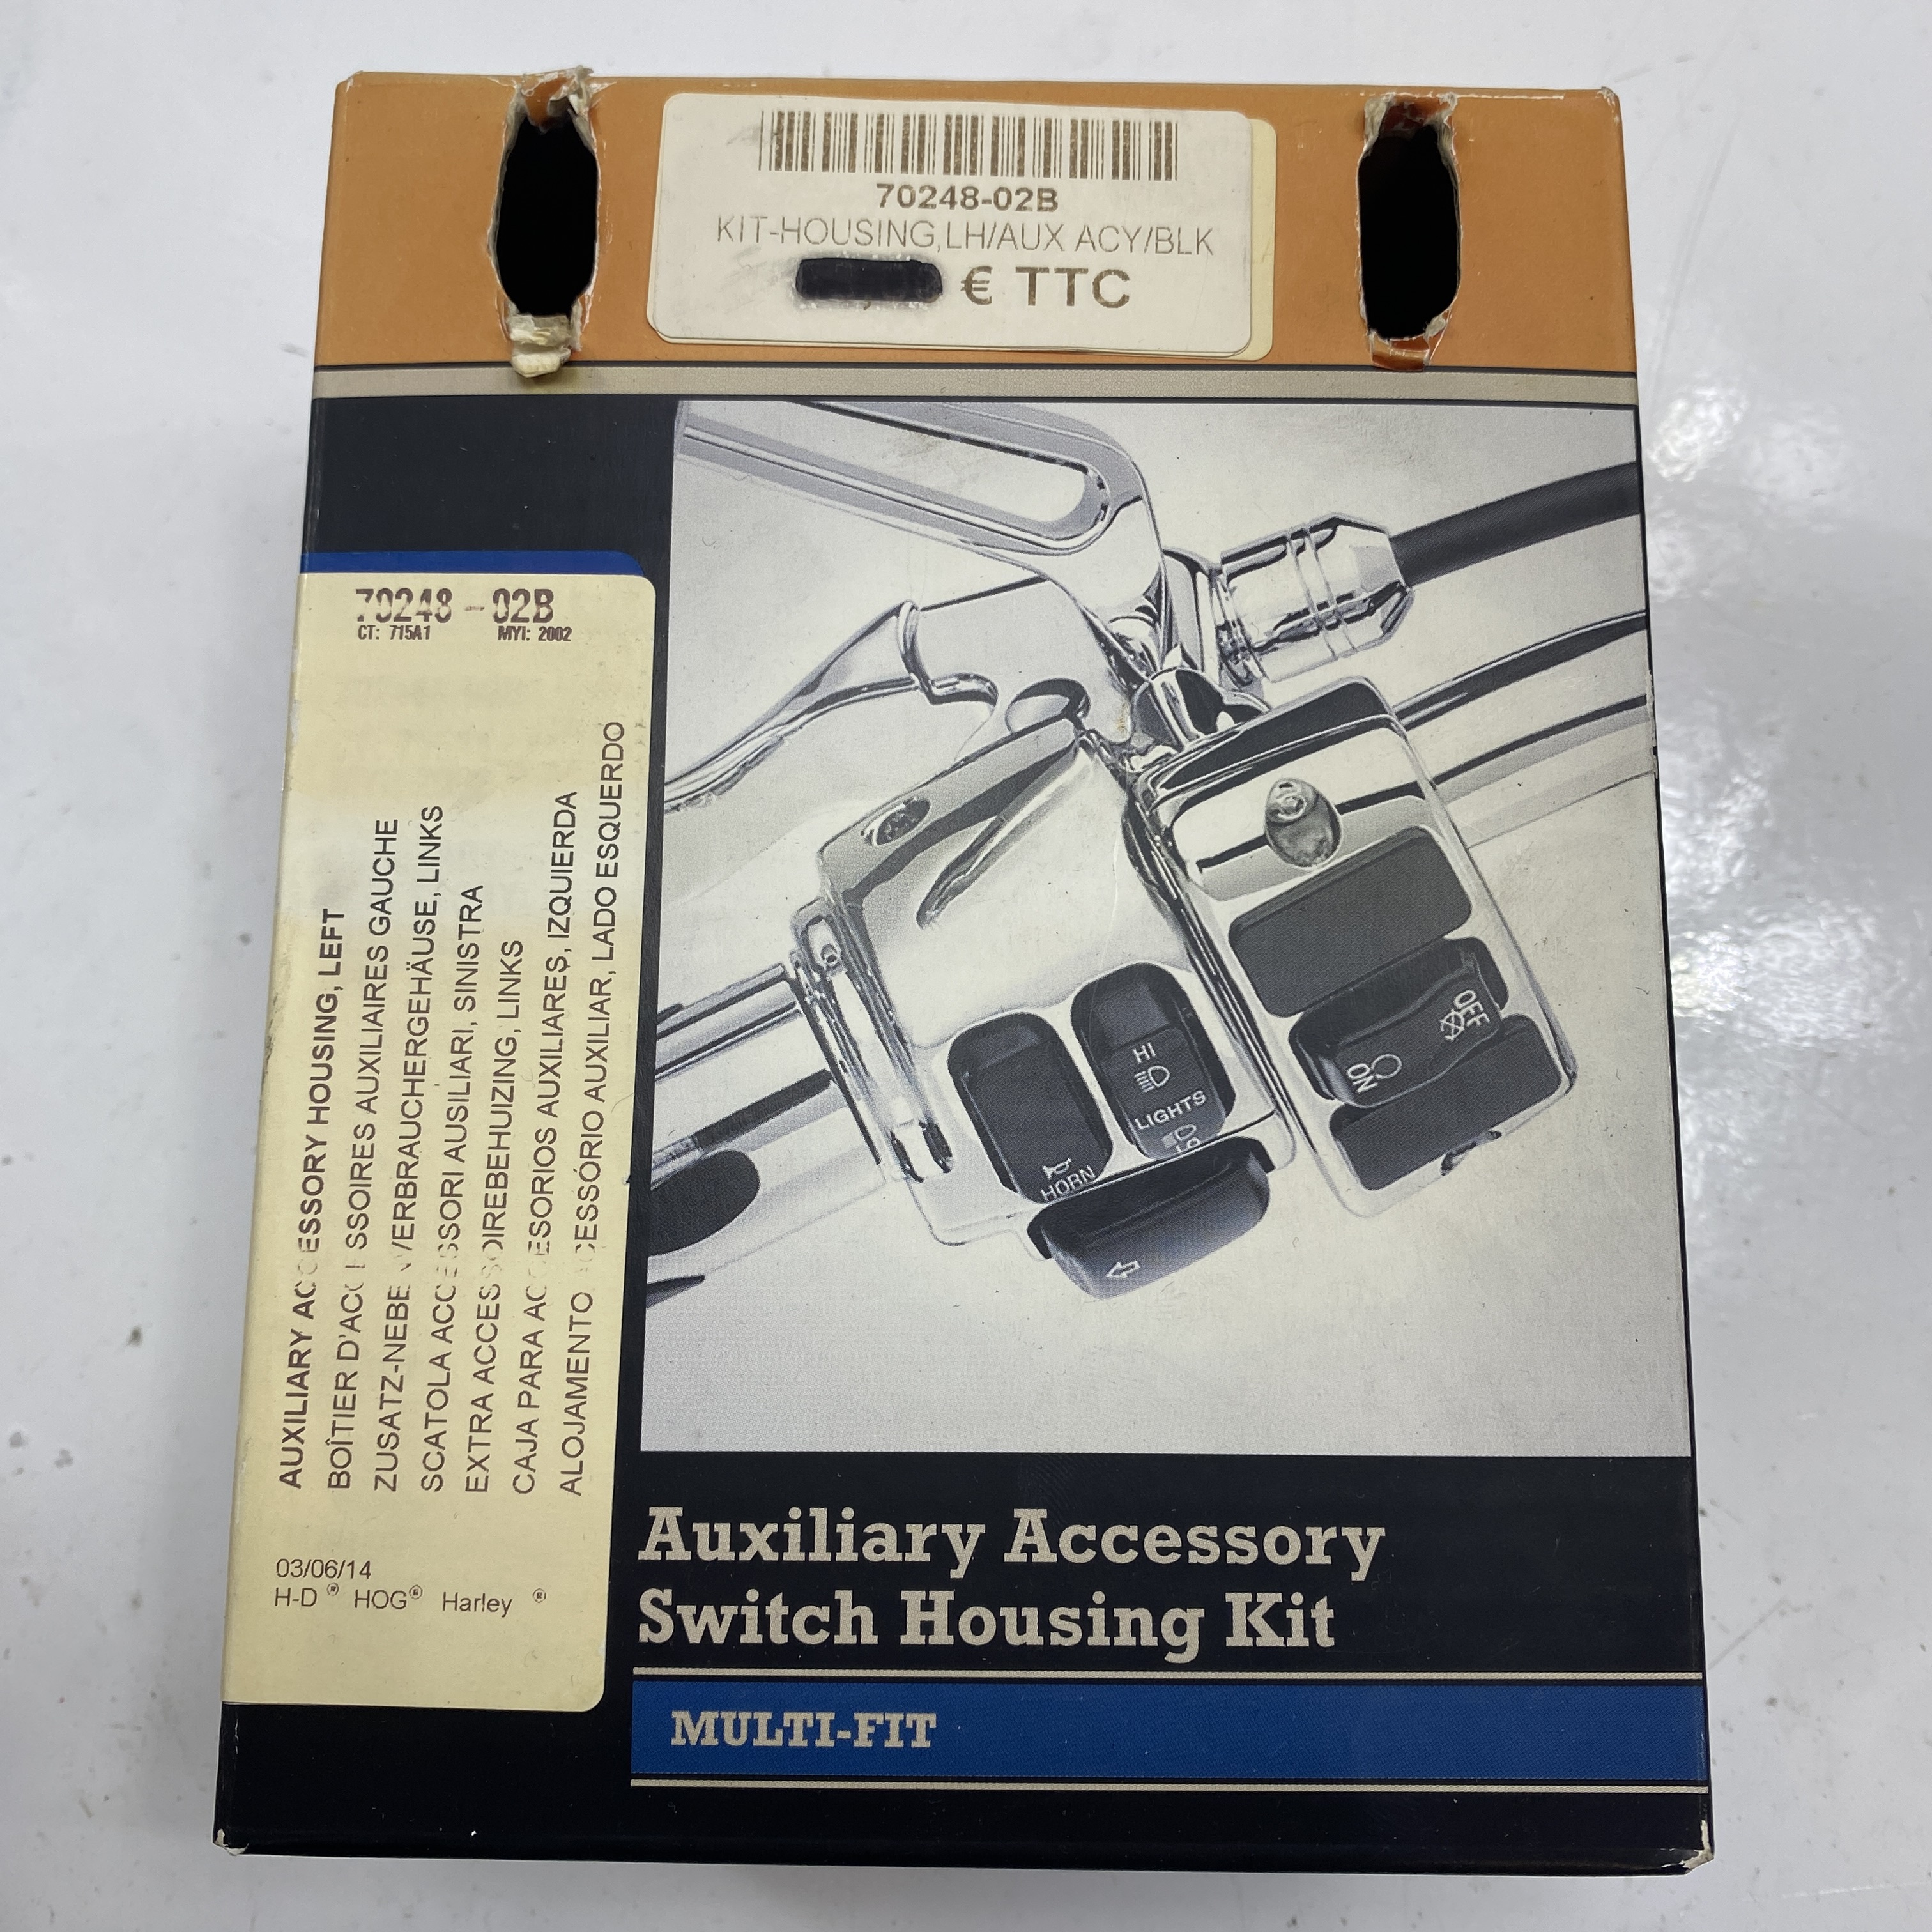 70248-02B
KIT-HOUSING,LH/AUX ACY/BLK
€ TTC
70248-02B
CT: 715A1 MYI: 2002
AUXILIARY ACCESSORY HOUSING, LEFT
BOÎTIER D'ACCESSOIRES AUXILIAIRES GAUCHE
ZUSATZ-NEBENVERBRAUCHERGEHÄUSE, LINKS
SCATOLA ACCESSORI AUSILIARI, SINISTRA
EXTRA ACCESSOIREBEHUIZING, LINKS
CAJA PARA ACCESORIOS AUXILIARES, IZQUIERDA
ALOJAMENTO ACESSÓRIO AUXILIAR, LADO ESQUERDO
03/06/14
H-D® HOG® Harley®
HI
LIGHTS
LO
HORN
OFF
ON
Auxiliary Accessory
Switch Housing Kit
MULTI-FIT